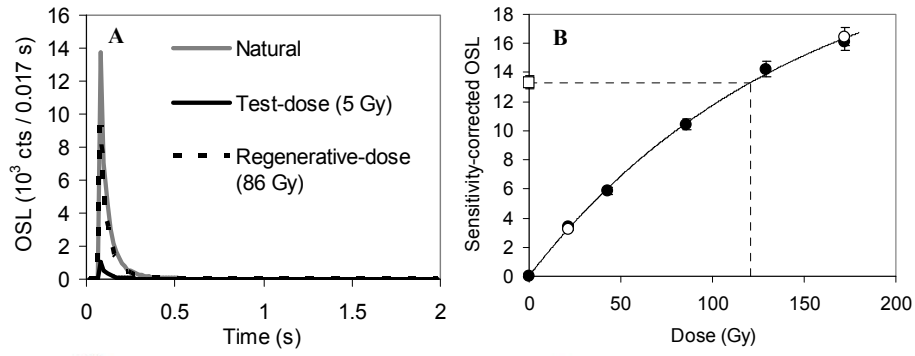 A
16
14
12
10
8
6
4
2
0
OSL (10³ cts / 0.017 s)
Natural
Test-dose (5 Gy)
Regenerative-dose
(86 Gy)
0
0.5
1
1.5
2
Time (s)
B
18
16
14
12
10
8
6
4
2
0
Sensitivity-corrected OSL
0
50
100
150
200
Dose (Gy)